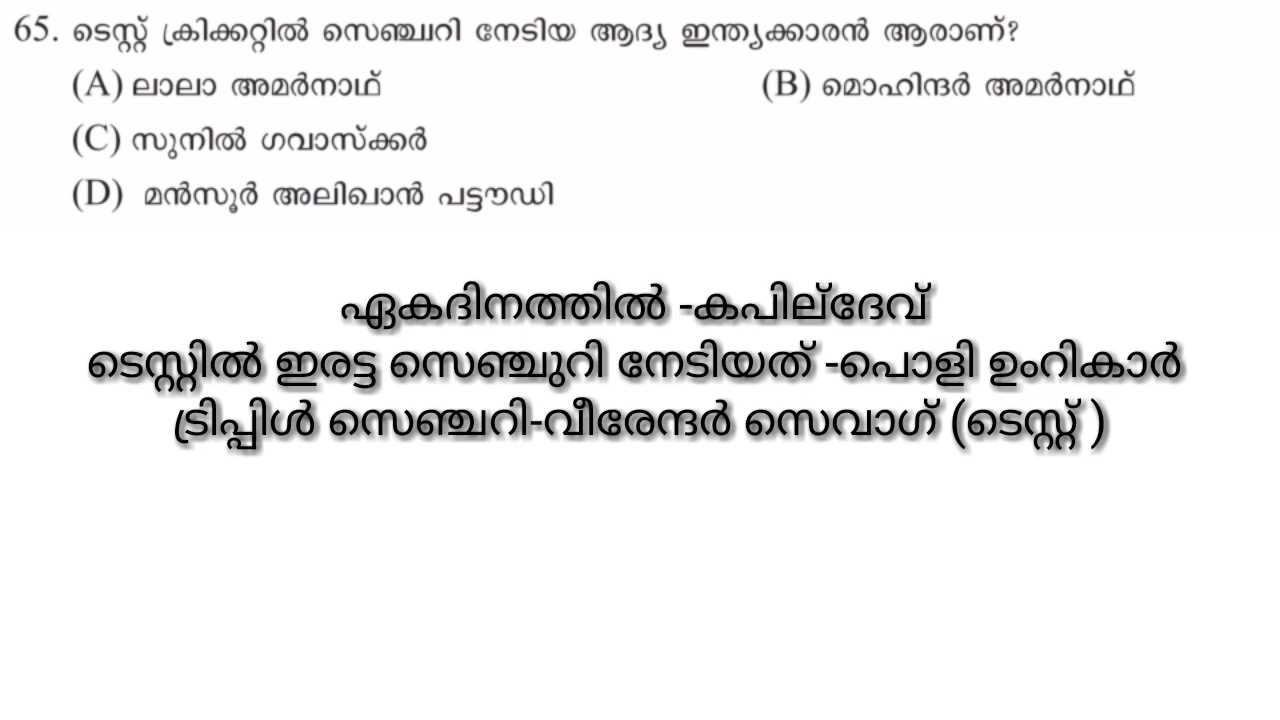 65. ടെസ്റ്റ് ക്രിക്കറ്റിൽ സെഞ്ച്വറി നേടിയ ആദ്യ ഇന്ത്യക്കാരൻ ആരാണ്?
(A) ലാലാ അമർനാഥ് (B) മൊഹിന്ദർ അമർനാഥ്
(C) സുനിൽ ഗവാസ്ക്കർ
(D) മൻസൂർ അലിഖാൻ പട്ടൗഡി
ഏകദിനത്തിൽ -കപില്ദേവ്
ടെസ്റ്റിൽ ഇരട്ട സെഞ്ചുറി നേടിയത് -പൊളി ഉംറികാർ
ട്രിപ്പിൾ സെഞ്ചറി-വീരേന്ദർ സെവാഗ് (ടെസ്റ്റ് )